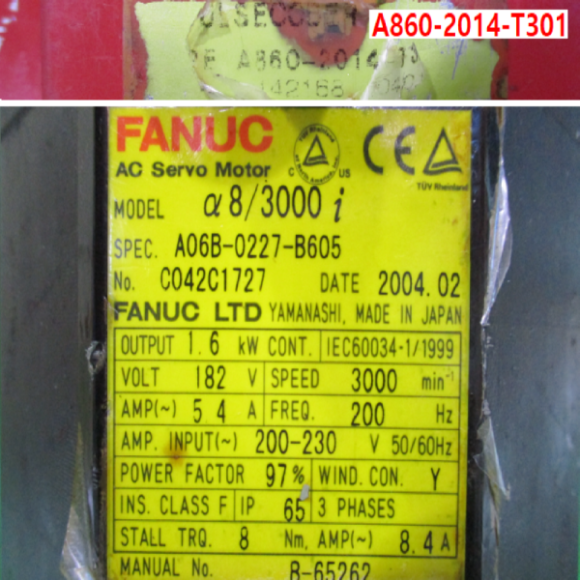 A860-2014-T301
A860-2014-T3
FANUC
AC Servo Motor
C US
CE
TÜV Rheinland
MODEL α8/3000 i
SPEC. A06B-0227-B605
No. C042C1727 DATE 2004.02
FANUC LTD YAMANASHI, MADE IN JAPAN
OUTPUT 1.6 kW CONT. IEC60034-1/1999
VOLT 182 V SPEED 3000 min⁻¹
AMP(~) 5.4 A FREQ. 200 Hz
AMP. INPUT(~) 200-230 V 50/60Hz
POWER FACTOR 97% WIND. CON. Y
INS. CLASS F IP 65 3 PHASES
STALL TRQ. 8 Nm, AMP(~) 8.4 A
MANUAL No. B-65262